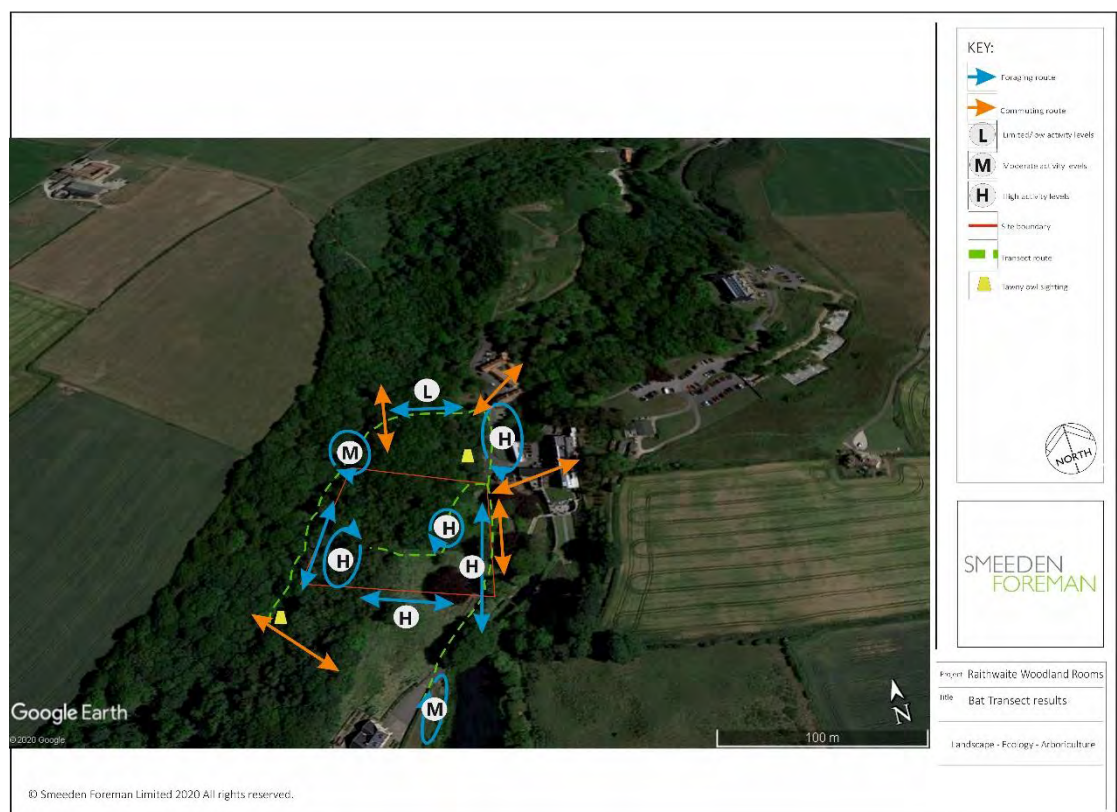 KEY:
Foraging route
Commuting route
L Limited/low activity levels
M Moderate activity levels
H High activity levels
Site boundary
Transect route
Tawny owl sighting
L
H
M
H
H
H
H
M
NORTH
N
100 m
Google Earth
©2020 Google
SMEEDEN
FOREMAN
Project Raithwaite Woodland Rooms
Title Bat Transect results
Landscape - Ecology - Arboriculture
© Smeeden Foreman Limited 2020 All rights reserved.